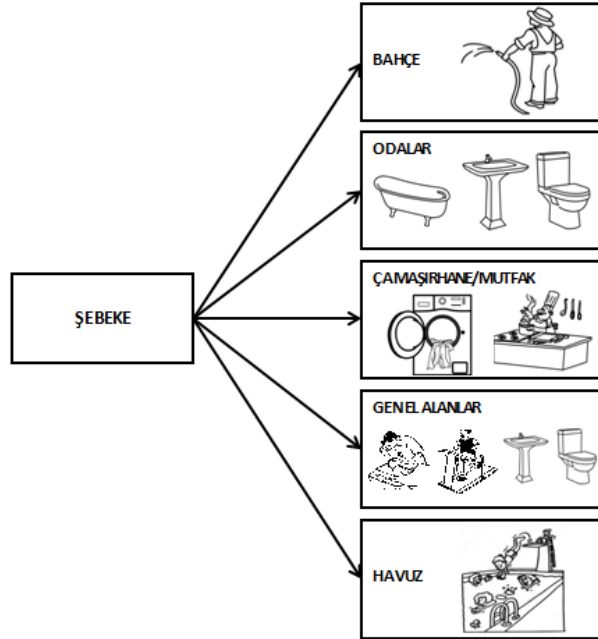 BAHÇE
ODALAR
ŞEBEKE
ÇAMAŞIRHANE/MUTFAK
GENEL ALANLAR
HAVUZ